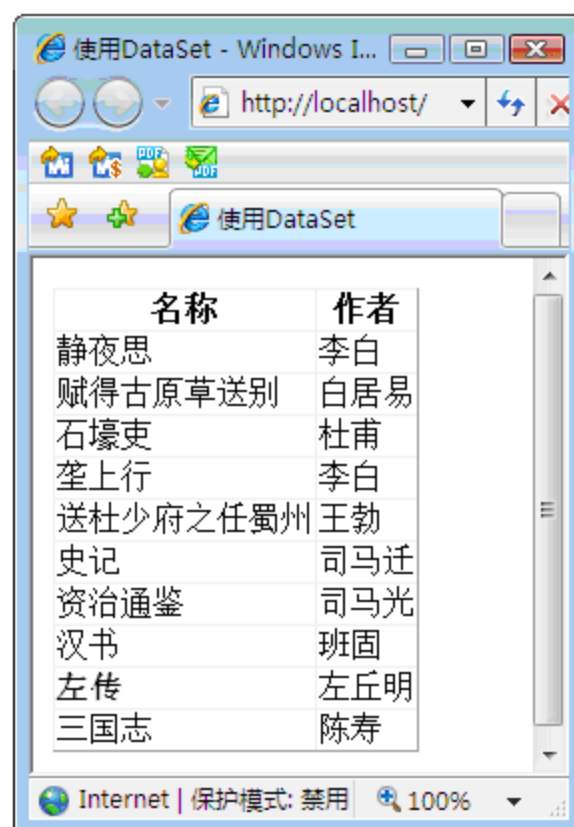 使用DataSet - Windows I...
http://localhost/
使用DataSet
名称 作者
静夜思 李白
赋得古原草送别 白居易
石壕吏 杜甫
垄上行 李白
送杜少府之任蜀州 王勃
史记 司马迁
资治通鉴 司马光
汉书 班固
左传 左丘明
三国志 陈寿
Internet | 保护模式: 禁用 100%